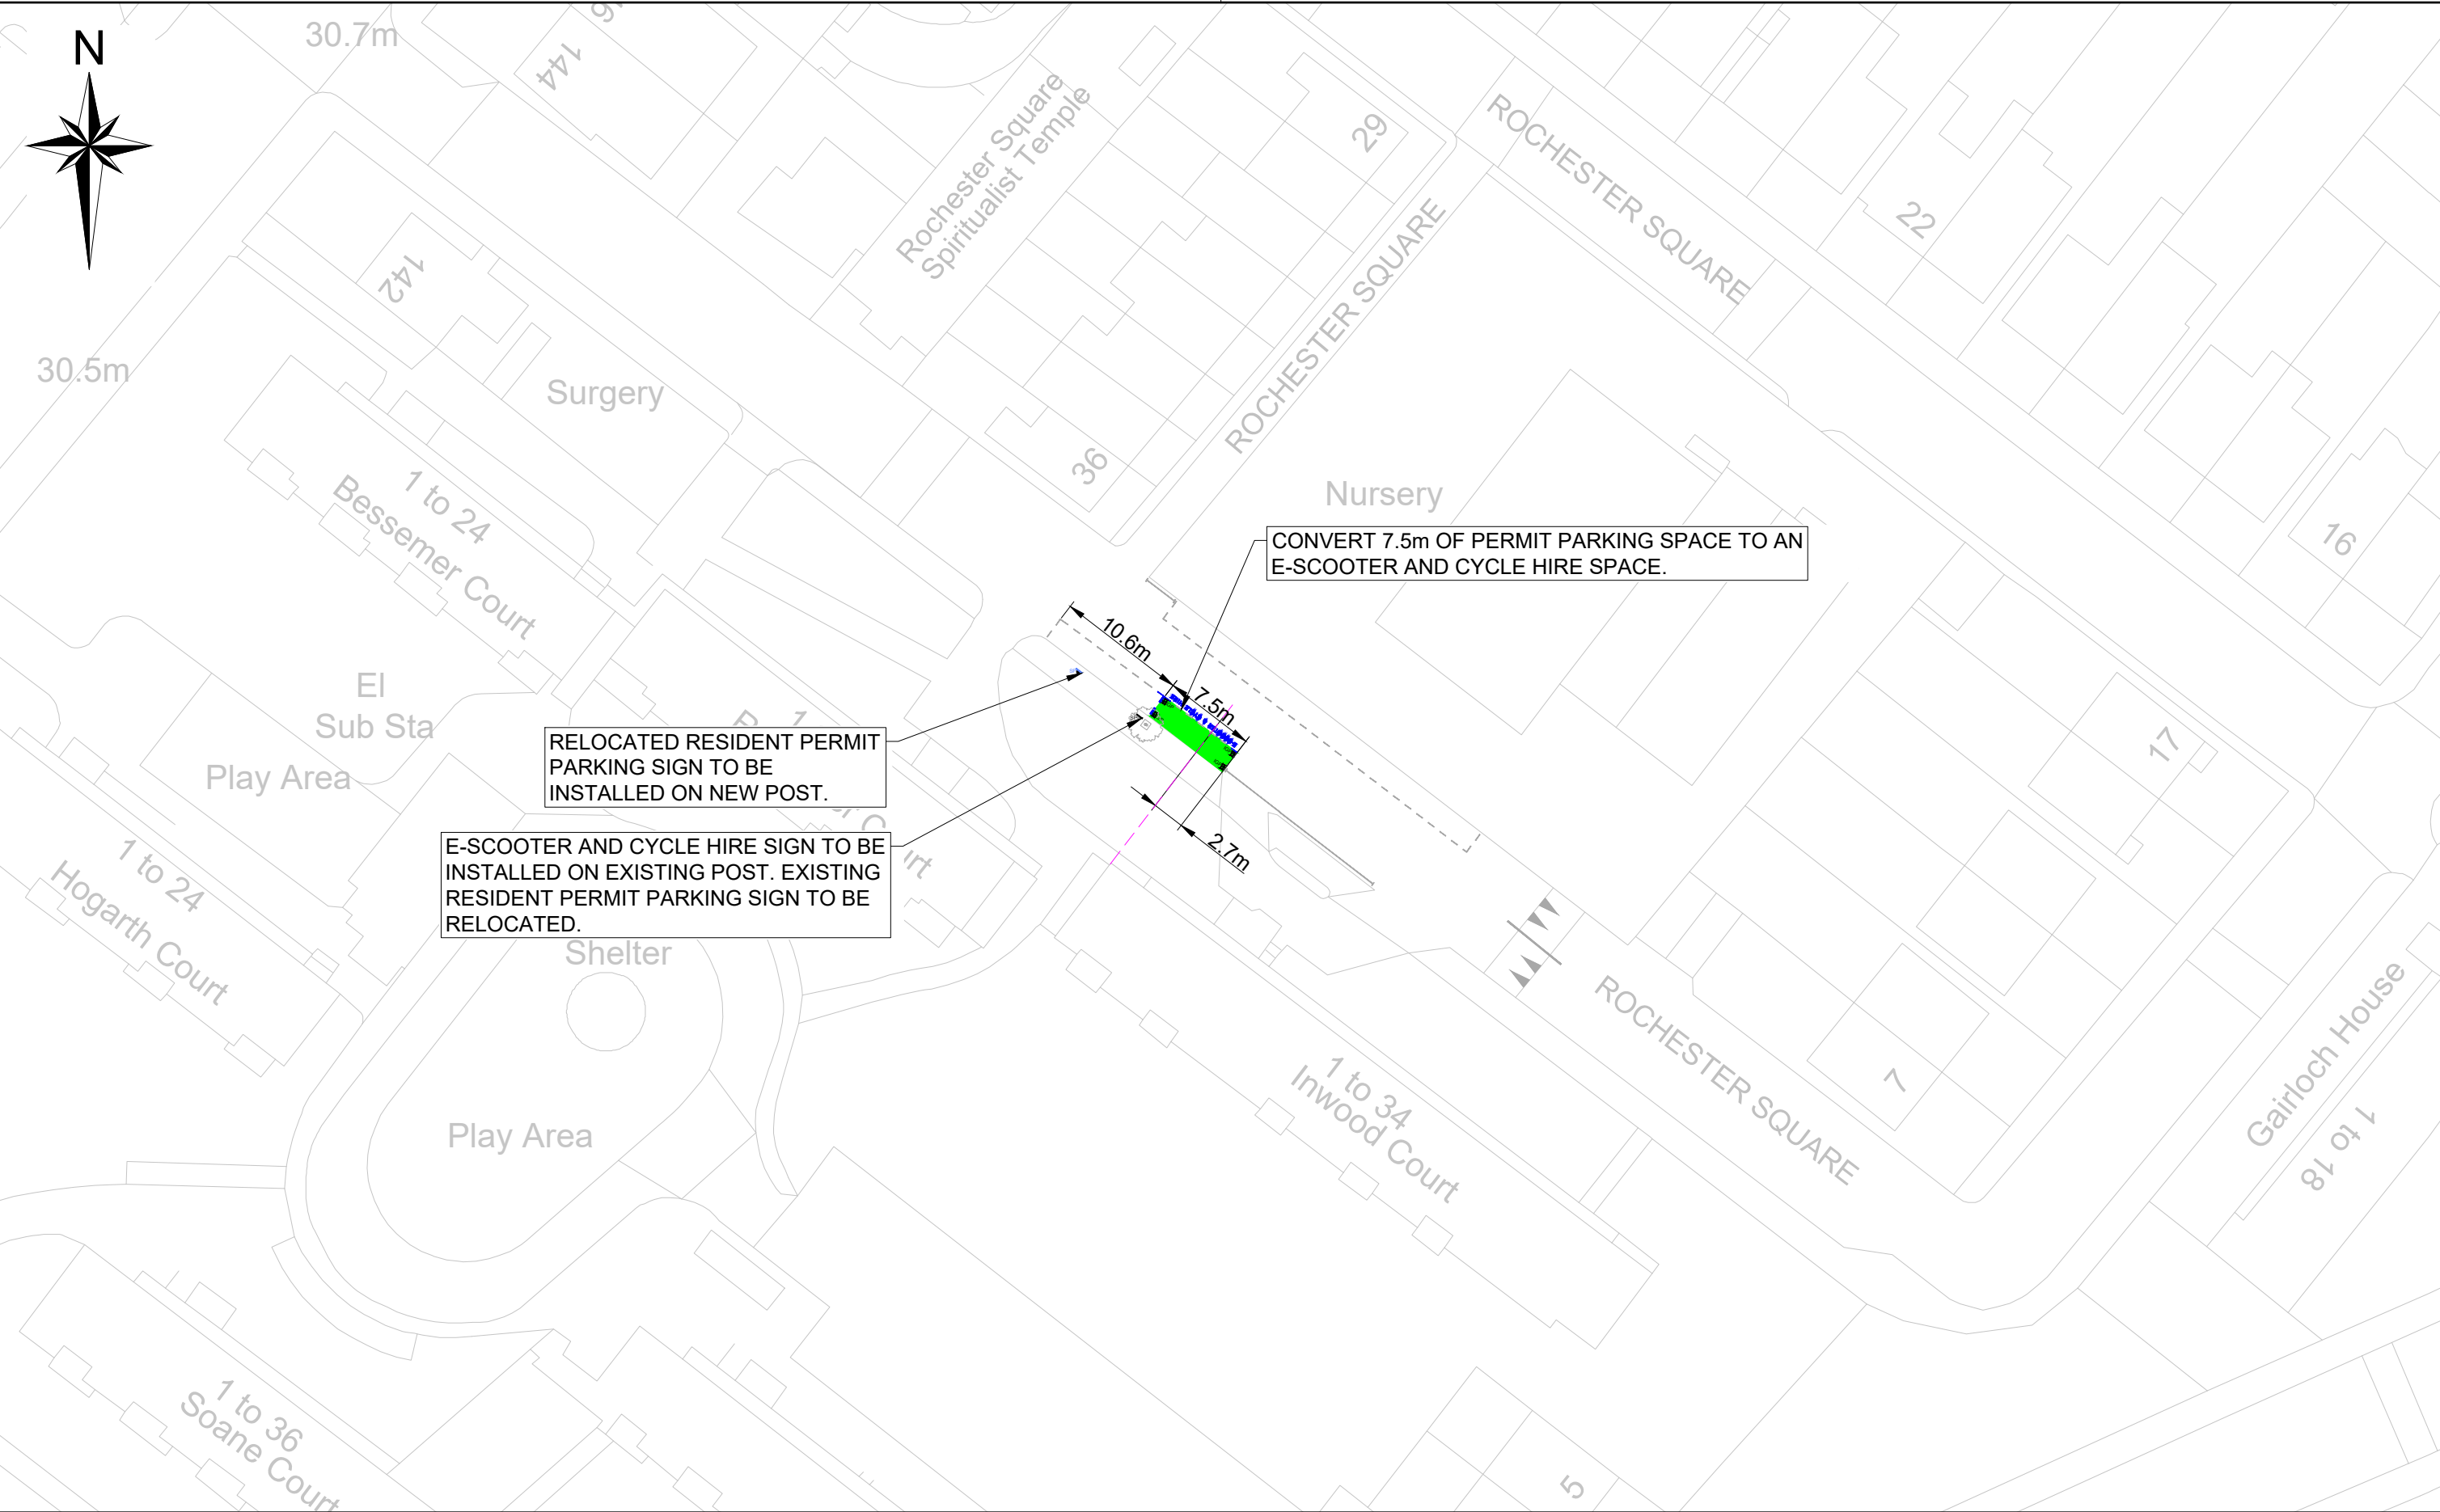 N
30.7m
144
29
ROCHESTER SQUARE
Rochester Square
Spiritualist Temple
22
142
ROCHESTER SQUARE
30.5m
Surgery
36
Nursery
16
1 to 24
Bessemer Court
CONVERT 7.5m OF PERMIT PARKING SPACE TO AN
E-SCOOTER AND CYCLE HIRE SPACE.
10.6m
7.5m
El
Sub Sta
Play Area
RELOCATED RESIDENT PERMIT
PARKING SIGN TO BE
INSTALLED ON NEW POST.
17
2.7m
E-SCOOTER AND CYCLE HIRE SIGN TO BE
INSTALLED ON EXISTING POST. EXISTING
RESIDENT PERMIT PARKING SIGN TO BE
RELOCATED.
1 to 24
Hogarth Court
Shelter
Play Area
1 to 34
Inwood Court
ROCHESTER SQUARE
7
Gairloch House
1 to 18
1 to 36
Soane Court
5